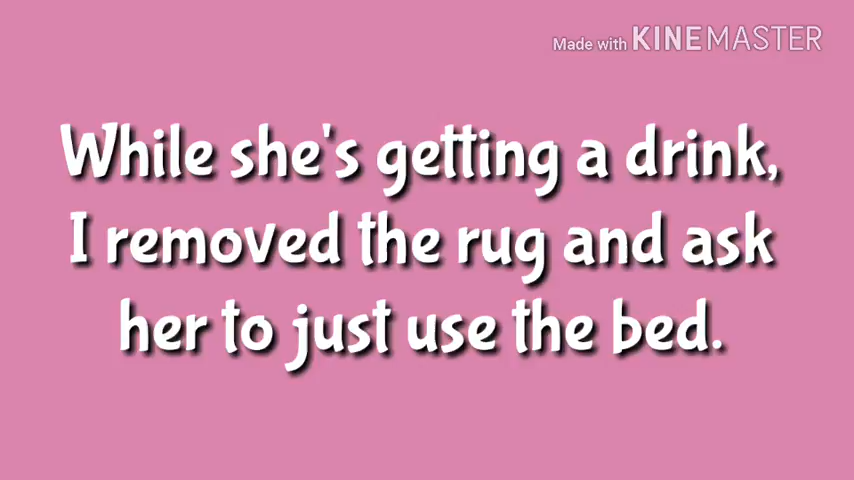 Made with KINEMASTER
While she's getting a drink,
I removed the rug and ask
her to just use the bed.